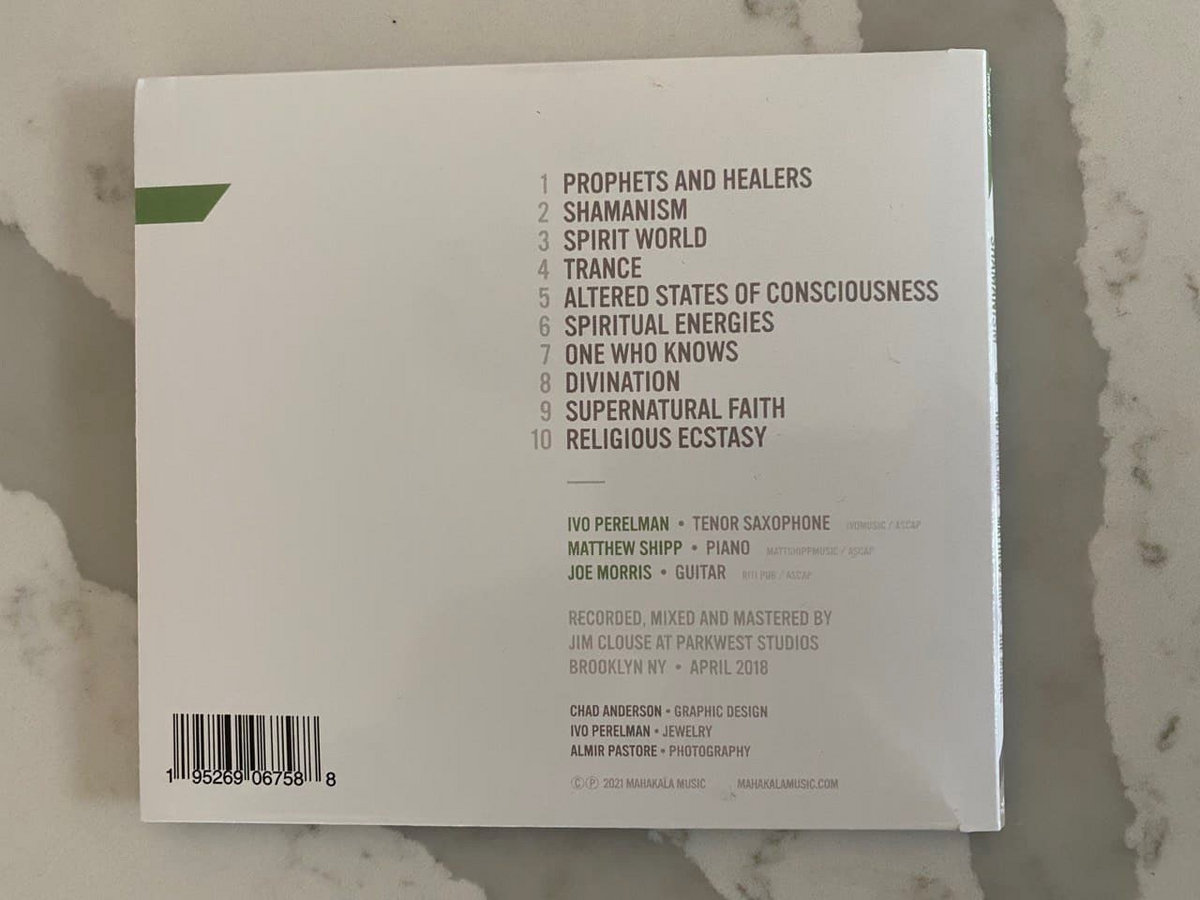 1 PROPHETS AND HEALERS
2 SHAMANISM
3 SPIRIT WORLD
4 TRANCE
5 ALTERED STATES OF CONSCIOUSNESS
6 SPIRITUAL ENERGIES
7 ONE WHO KNOWS
8 DIVINATION
9 SUPERNATURAL FAITH
10 RELIGIOUS ECSTASY
IVO PERELMAN • TENOR SAXOPHONE IVOMUSIC / ASCAP
MATTHEW SHIPP • PIANO MATTSHIPPMUSIC / ASCAP
JOE MORRIS • GUITAR RITI PUB / ASCAP
RECORDED, MIXED AND MASTERED BY
JIM CLOUSE AT PARKWEST STUDIOS
BROOKLYN NY • APRIL 2018
CHAD ANDERSON • GRAPHIC DESIGN
IVO PERELMAN • JEWELRY
ALMIR PASTORE • PHOTOGRAPHY
©℗ 2021 MAHAKALA MUSIC MAHAKALAMUSIC.COM
1 95269 06758 8
SHAMANISM